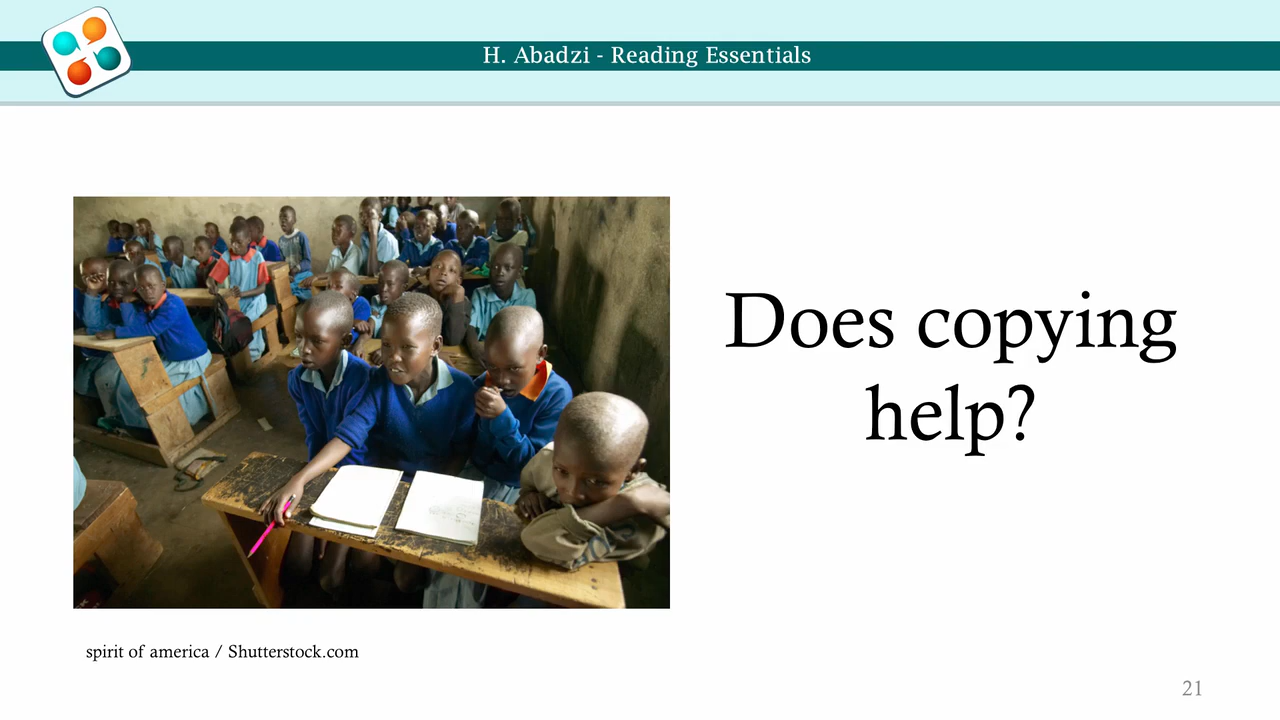 H. Abadzi - Reading Essentials
Does copying
help?
spirit of america / Shutterstock.com
21